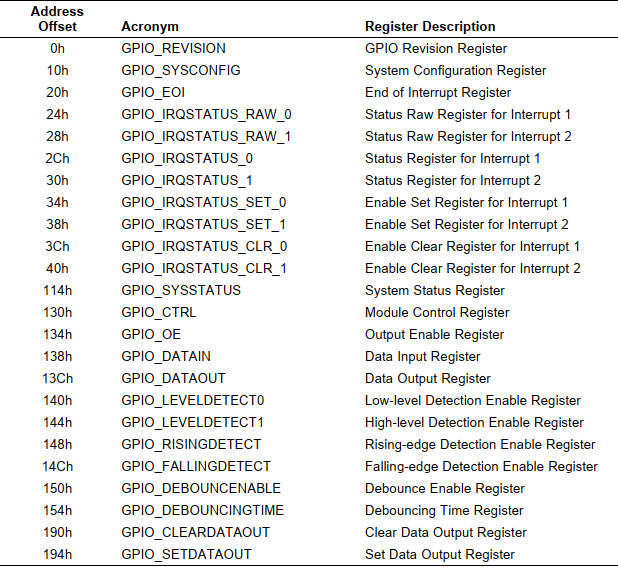 Address
Offset Acronym Register Description
0h GPIO_REVISION GPIO Revision Register
10h GPIO_SYSCONFIG System Configuration Register
20h GPIO_EOI End of Interrupt Register
24h GPIO_IRQSTATUS_RAW_0 Status Raw Register for Interrupt 1
28h GPIO_IRQSTATUS_RAW_1 Status Raw Register for Interrupt 2
2Ch GPIO_IRQSTATUS_0 Status Register for Interrupt 1
30h GPIO_IRQSTATUS_1 Status Register for Interrupt 2
34h GPIO_IRQSTATUS_SET_0 Enable Set Register for Interrupt 1
38h GPIO_IRQSTATUS_SET_1 Enable Set Register for Interrupt 2
3Ch GPIO_IRQSTATUS_CLR_0 Enable Clear Register for Interrupt 1
40h GPIO_IRQSTATUS_CLR_1 Enable Clear Register for Interrupt 2
114h GPIO_SYSSTATUS System Status Register
130h GPIO_CTRL Module Control Register
134h GPIO_OE Output Enable Register
138h GPIO_DATAIN Data Input Register
13Ch GPIO_DATAOUT Data Output Register
140h GPIO_LEVELDETECT0 Low-level Detection Enable Register
144h GPIO_LEVELDETECT1 High-level Detection Enable Register
148h GPIO_RISINGDETECT Rising-edge Detection Enable Register
14Ch GPIO_FALLINGDETECT Falling-edge Detection Enable Register
150h GPIO_DEBOUNCENABLE Debounce Enable Register
154h GPIO_DEBOUNCINGTIME Debouncing Time Register
190h GPIO_CLEARDATAOUT Clear Data Output Register
194h GPIO_SETDATAOUT Set Data Output Register